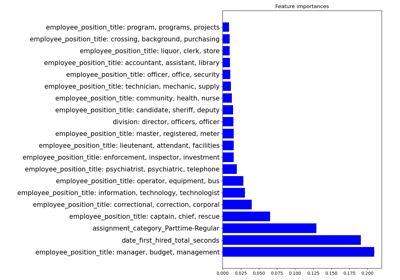 Feature importances
employee_position_title: program, programs, projects
employee_position_title: crossing, background, purchasing
employee_position_title: liquor, clerk, store
employee_position_title: accountant, assistant, library
employee_position_title: officer, office, security
employee_position_title: technician, mechanic, supply
employee_position_title: community, health, nurse
employee_position_title: candidate, sheriff, deputy
division: director, officers, officer
employee_position_title: master, registered, meter
employee_position_title: lieutenant, attendant, facilities
employee_position_title: enforcement, inspector, investment
employee_position_title: psychiatrist, psychiatric, telephone
employee_position_title: operator, equipment, bus
employee_position_title: information, technology, technologist
employee_position_title: correctional, correction, corporal
employee_position_title: captain, chief, rescue
assignment_category_Parttime-Regular
date_first_hired_total_seconds
employee_position_title: manager, budget, management
0.000 0.025 0.050 0.075 0.100 0.125 0.150 0.175 0.200